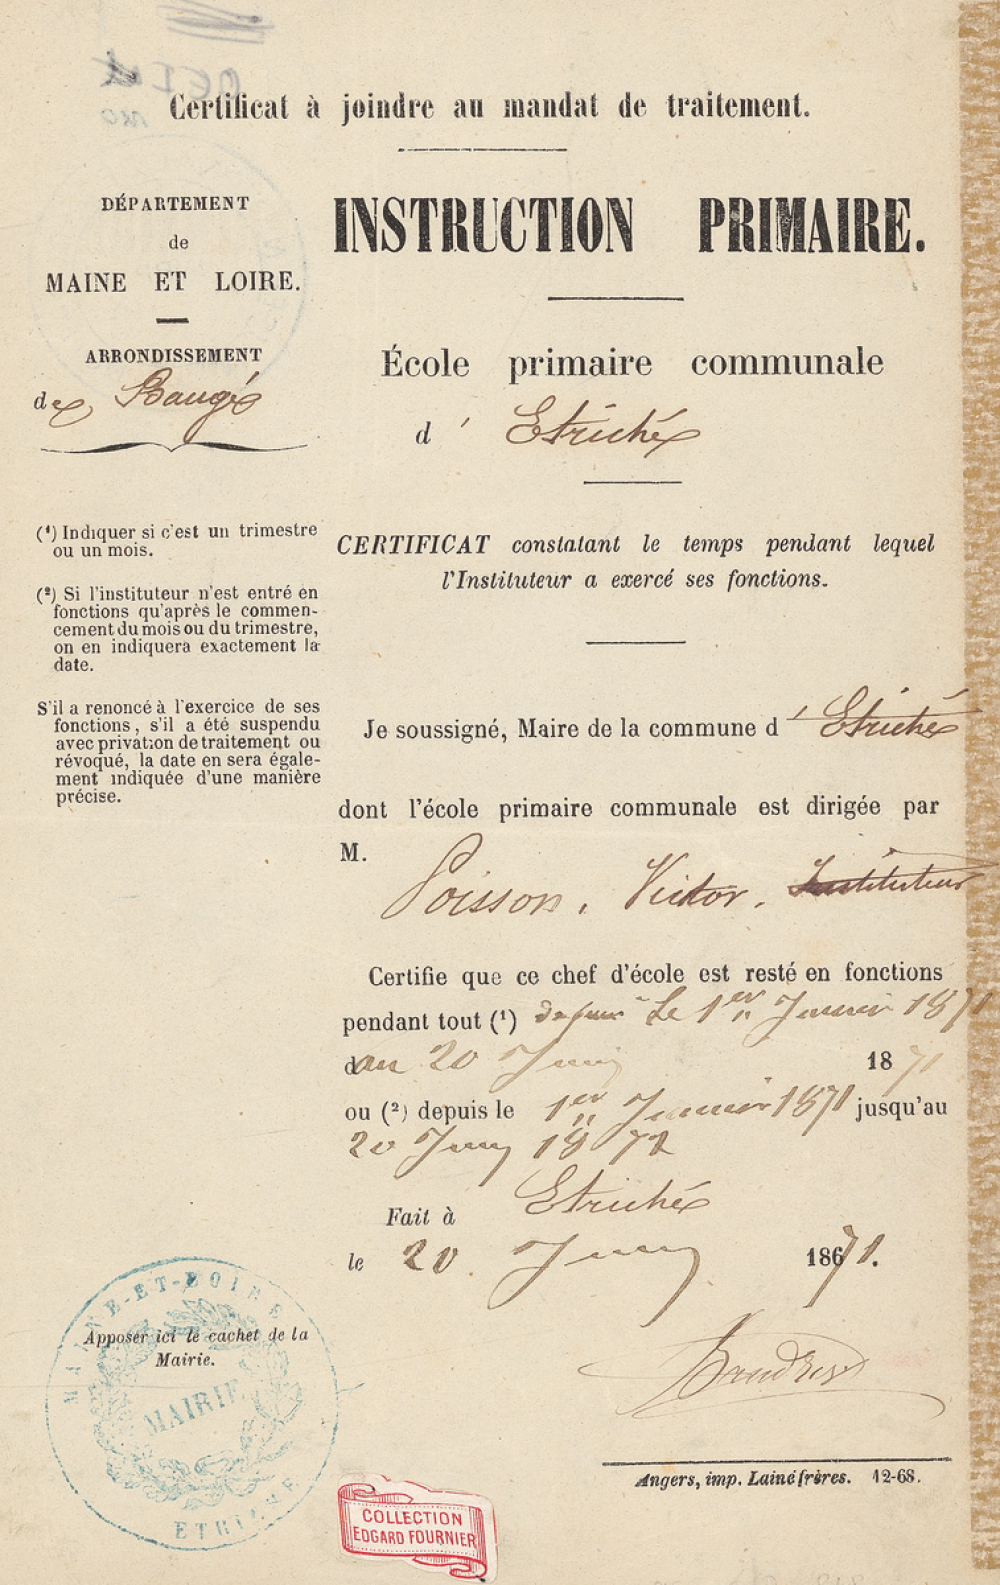 Certificat à joindre au mandat de traitement.
DÉPARTEMENT
de
MAINE ET LOIRE.
ARRONDISSEMENT
de Baugé
INSTRUCTION PRIMAIRE.
École primaire communale
d' Etriché
(1) Indiquer si c'est un trimestre
ou un mois.
(2) Si l'instituteur n'est entré en
fonctions qu'après le commen-
cement du mois ou du trimestre,
on en indiquera exactement la
date.
S'il a renoncé à l'exercice de ses
fonctions, s'il a été suspendu
avec privation de traitement ou
révoqué, la date en sera égale-
ment indiquée d'une manière
précise.
CERTIFICAT constatant le temps pendant lequel
l'Instituteur a exercé ses fonctions.
Je soussigné, Maire de la commune d' Etriché
dont l'école primaire communale est dirigée par
M.
Poisson, Victor, Instituteur
Certifie que ce chef d'école est resté en fonctions
pendant tout (1) depuis Le 1er Janvier 1871
au 20 Juin 1871
ou (2) depuis le 1er Janvier 1871 jusqu'au
20 Juin 1871
Fait à Etriché
le 20 Juin 1871.
MAINE-ET-LOIRE
Apposer ici le cachet de la
Mairie.
MAIRIE
ETRICHÉ
Angers, imp. Lainé frères. 12-68.
COLLECTION
EDGARD FOURNIER